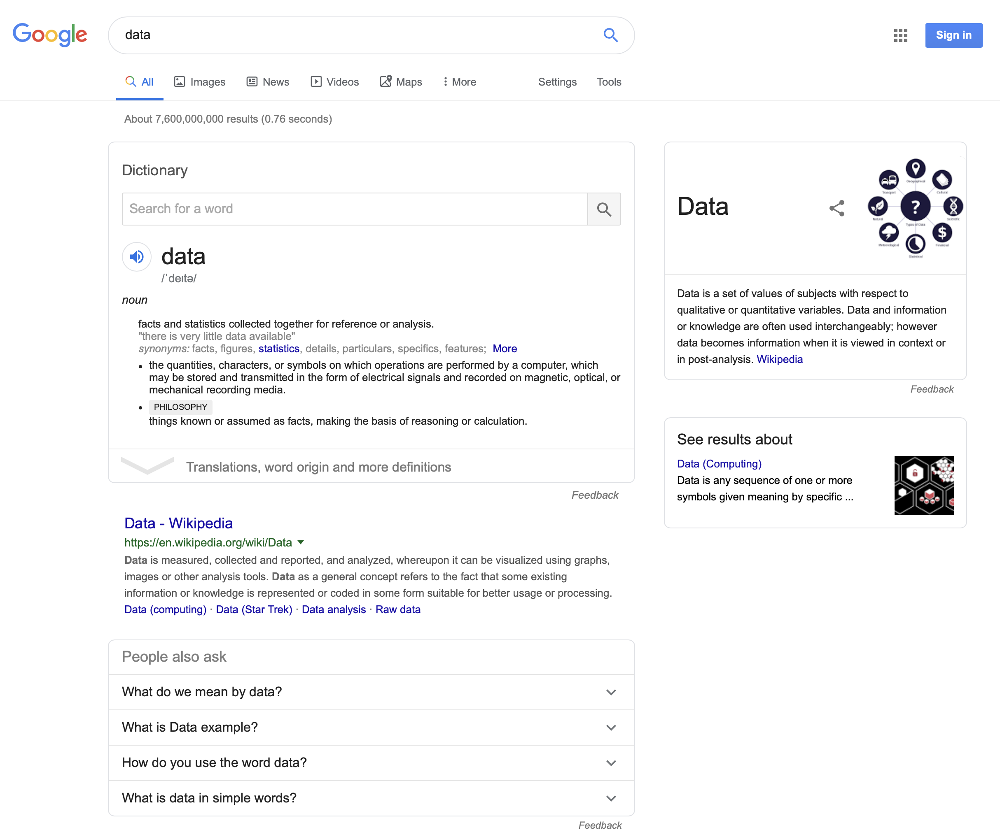 Google
data
Sign in
All
Images
News
Videos
Maps
More
Settings
Tools
About 7,600,000,000 results (0.76 seconds)
Dictionary
Search for a word
data
/ˈdeɪtə/
noun
facts and statistics collected together for reference or analysis.
"there is very little data available"
synonyms: facts, figures, statistics, details, particulars, specifics, features; More
the quantities, characters, or symbols on which operations are performed by a computer, which
may be stored and transmitted in the form of electrical signals and recorded on magnetic, optical, or
mechanical recording media.
PHILOSOPHY
things known or assumed as facts, making the basis of reasoning or calculation.
Translations, word origin and more definitions
Feedback
Data - Wikipedia
https://en.wikipedia.org/wiki/Data
Data is measured, collected and reported, and analyzed, whereupon it can be visualized using graphs,
images or other analysis tools. Data as a general concept refers to the fact that some existing
information or knowledge is represented or coded in some form suitable for better usage or processing.
Data (computing) · Data (Star Trek) · Data analysis · Raw data
People also ask
What do we mean by data?
What is Data example?
How do you use the word data?
What is data in simple words?
Feedback
Data
Geographical
Transport
Cultural
?
Types of Data
Natural
Scientific
$
Meteorological
Financial
Statistical
Data is a set of values of subjects with respect to
qualitative or quantitative variables. Data and information
or knowledge are often used interchangeably; however
data becomes information when it is viewed in context or
in post-analysis. Wikipedia
Feedback
See results about
Data (Computing)
Data is any sequence of one or more
symbols given meaning by specific ...